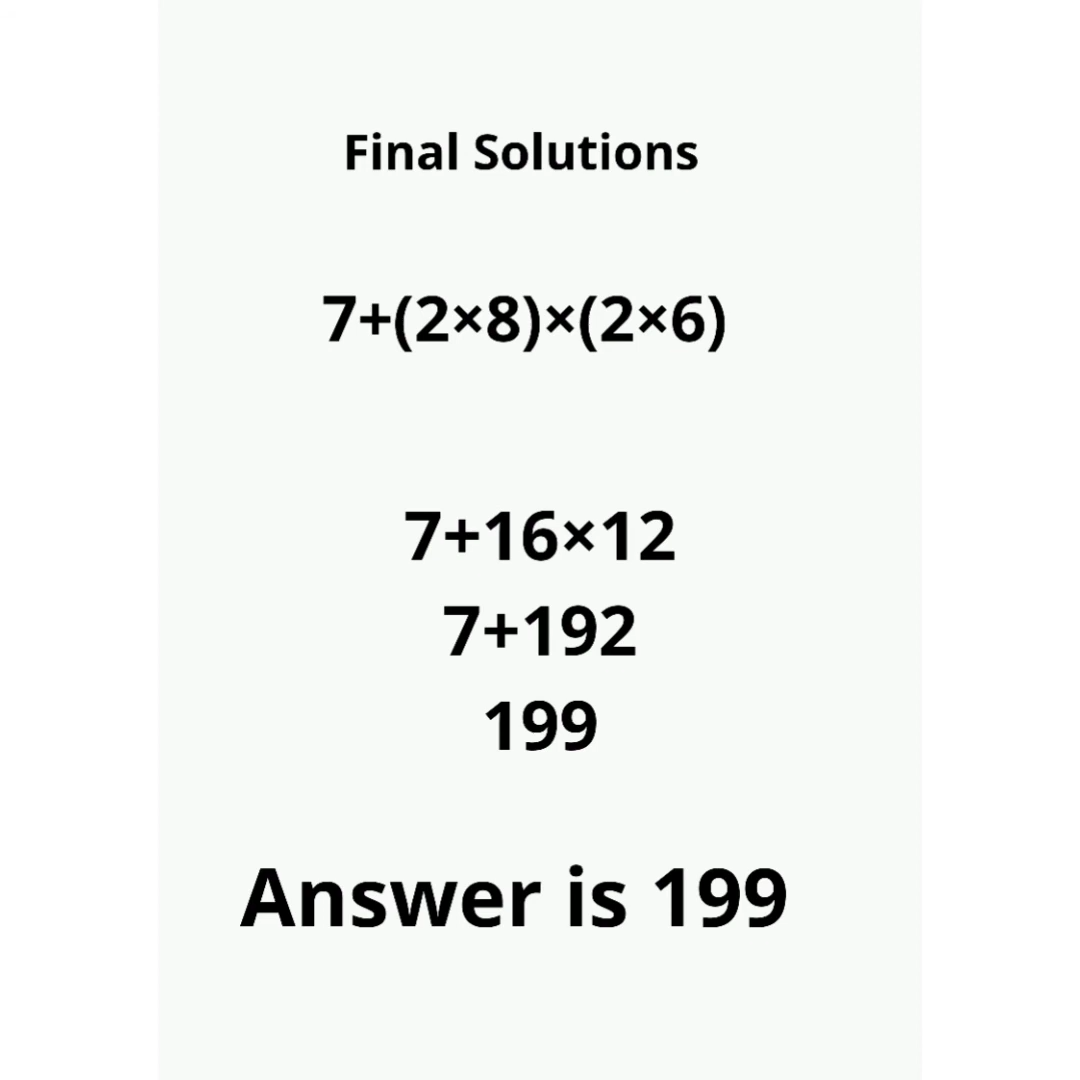 Final Solutions
7+(2×8)×(2×6)
7+16×12
7+192
199
Answer is 199